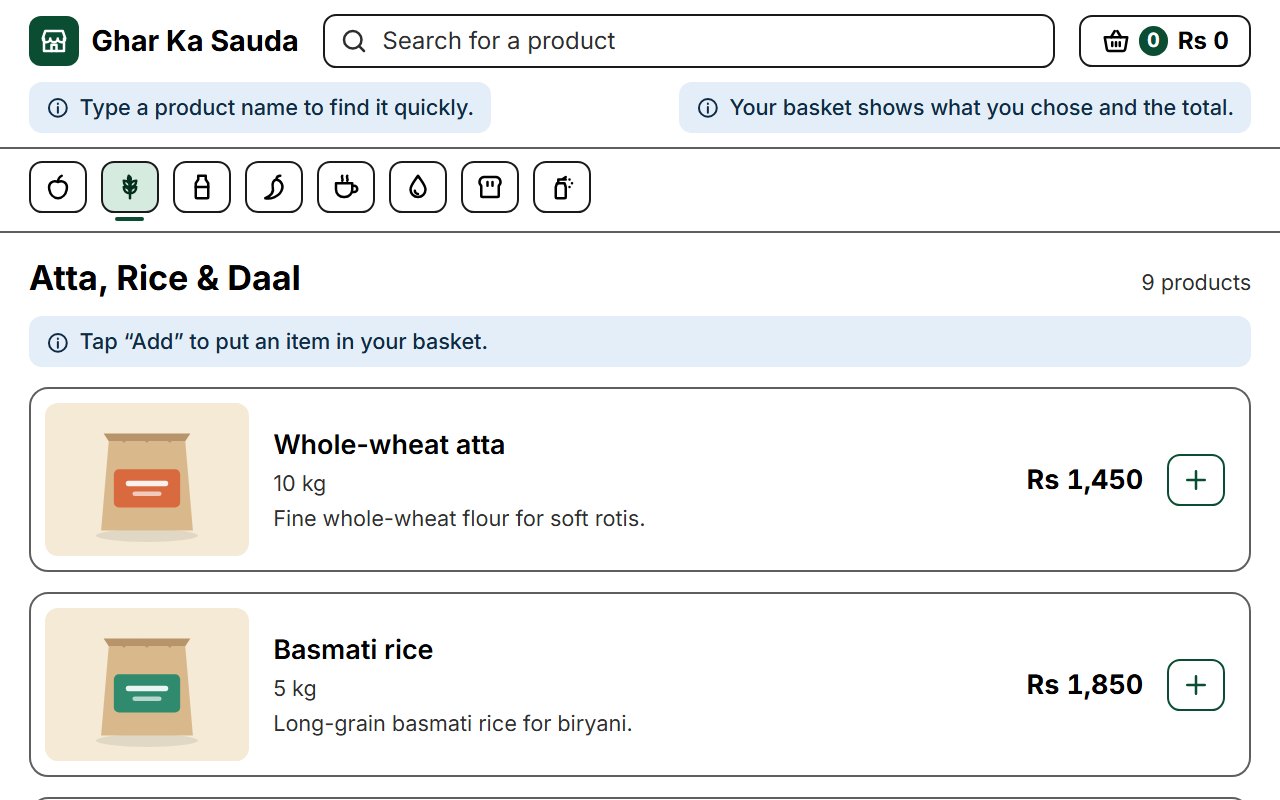 Ghar Ka Sauda
Search for a product
0 Rs 0
Type a product name to find it quickly.
Your basket shows what you chose and the total.
Atta, Rice & Daal
9 products
Tap “Add” to put an item in your basket.
Whole-wheat atta
10 kg
Fine whole-wheat flour for soft rotis.
Rs 1,450
Basmati rice
5 kg
Long-grain basmati rice for biryani.
Rs 1,850